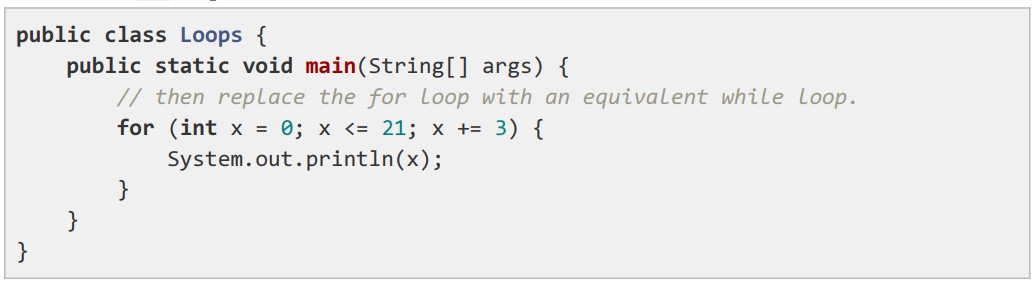 public class Loops {
    public static void main(String[] args) {
        // then replace the for loop with an equivalent while loop.
        for (int x = 0; x <= 21; x += 3) {
            System.out.println(x);
        }
    }
}